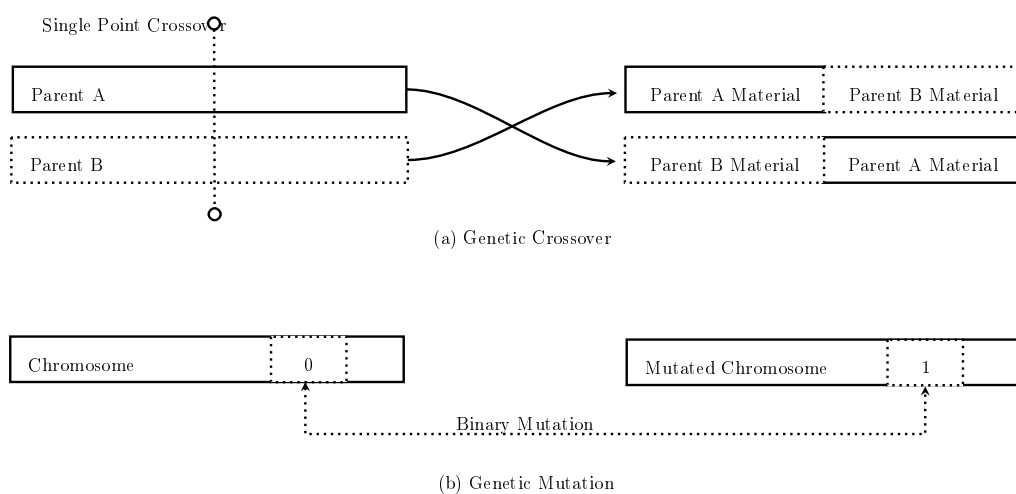 Single Point Crossover
Parent A
Parent A Material
Parent B Material
Parent B
Parent B Material
Parent A Material
(a) Genetic Crossover
Chromosome
0
Mutated Chromosome
1
Binary Mutation
(b) Genetic Mutation